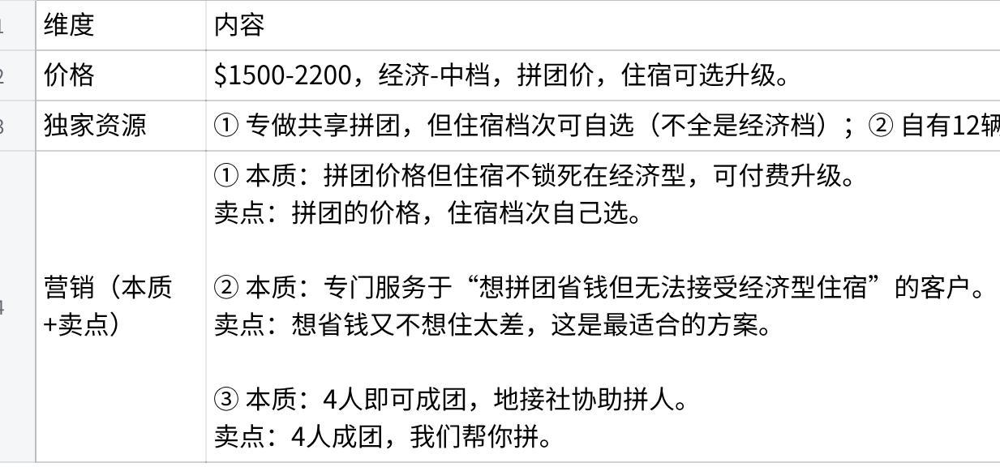 1 维度 内容
2 价格 $1500-2200，经济-中档，拼团价，住宿可选升级。
3 独家资源 ① 专做共享拼团，但住宿档次可自选（不全是经济档）；② 自有12辆
① 本质：拼团价格但住宿不锁死在经济型，可付费升级。
卖点：拼团的价格，住宿档次自己选。
4 营销（本质
+卖点）
② 本质：专门服务于“想拼团省钱但无法接受经济型住宿”的客户。
卖点：想省钱又不想住太差，这是最适合的方案。
③ 本质：4人即可成团，地接社协助拼人。
卖点：4人成团，我们帮你拼。